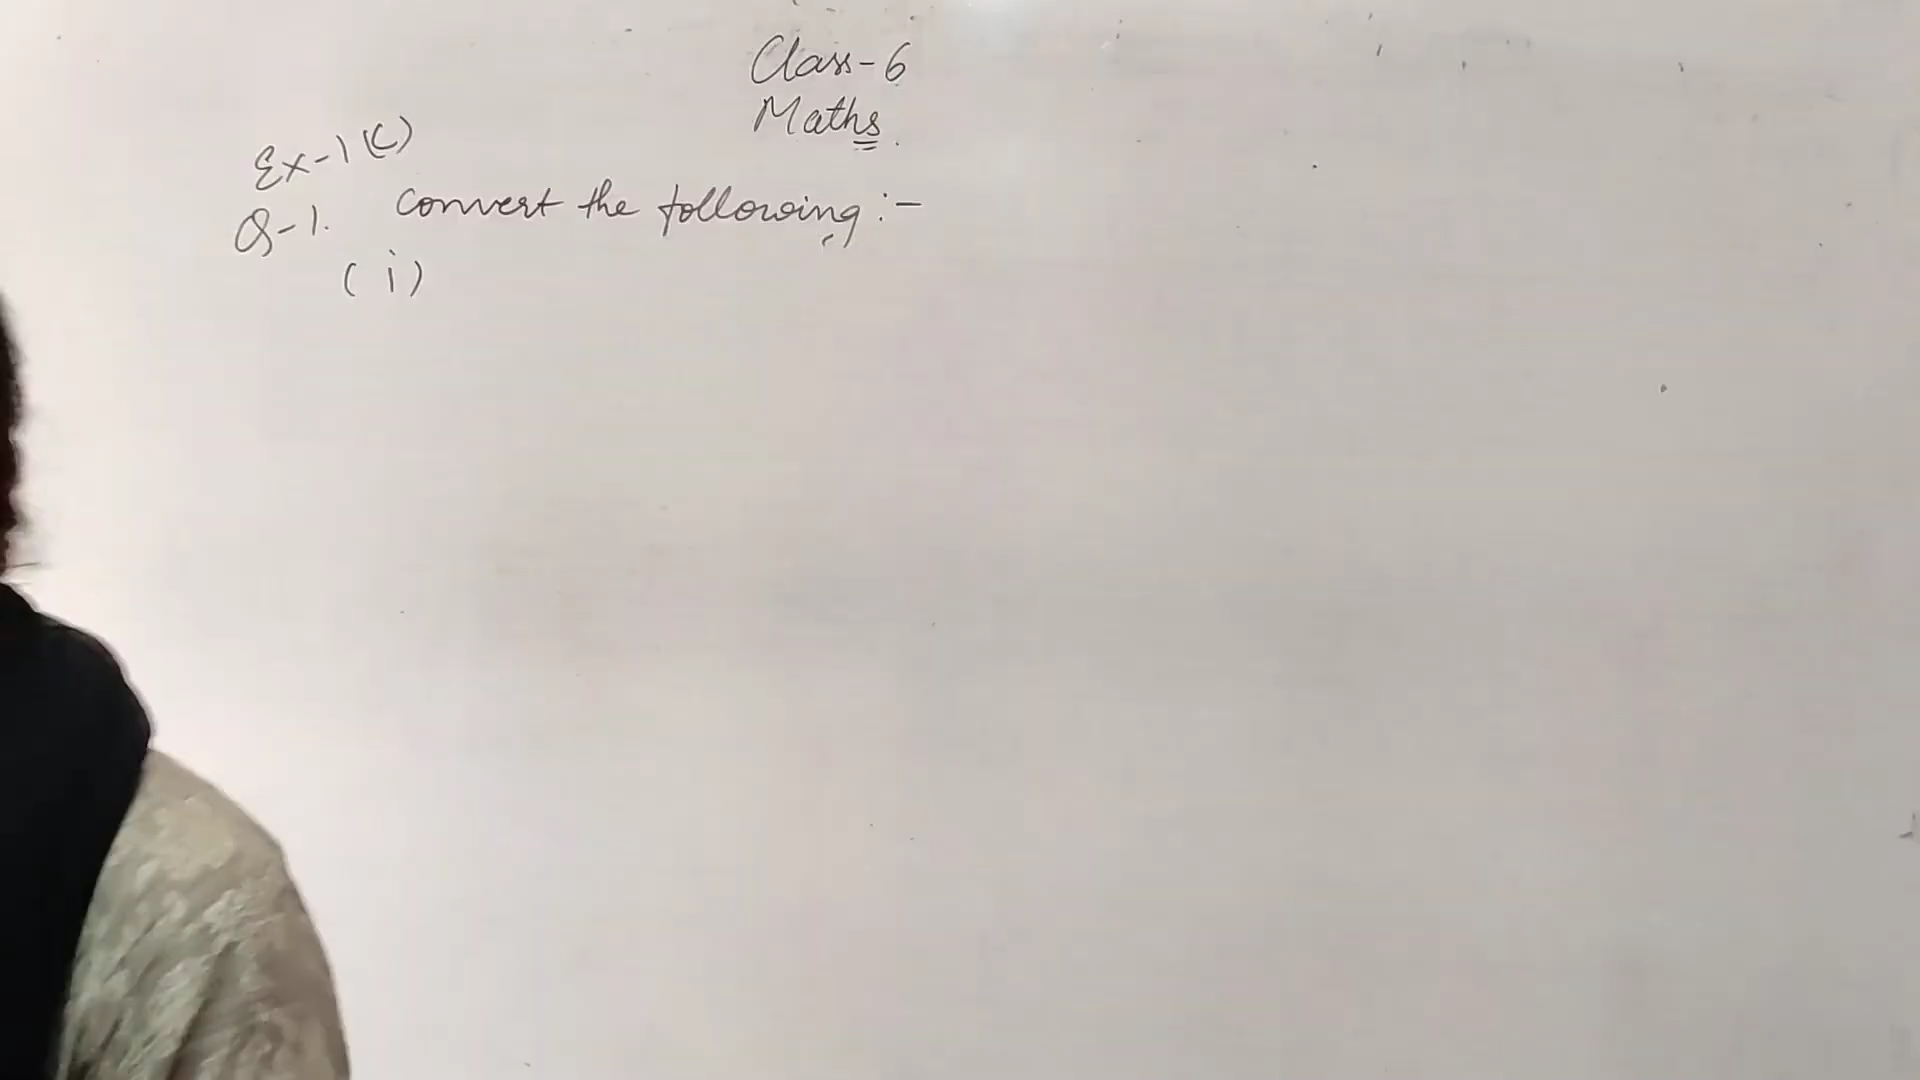 Class-6
Maths.
Ex-1(C)
Q-1. Convert the following :-
(i)